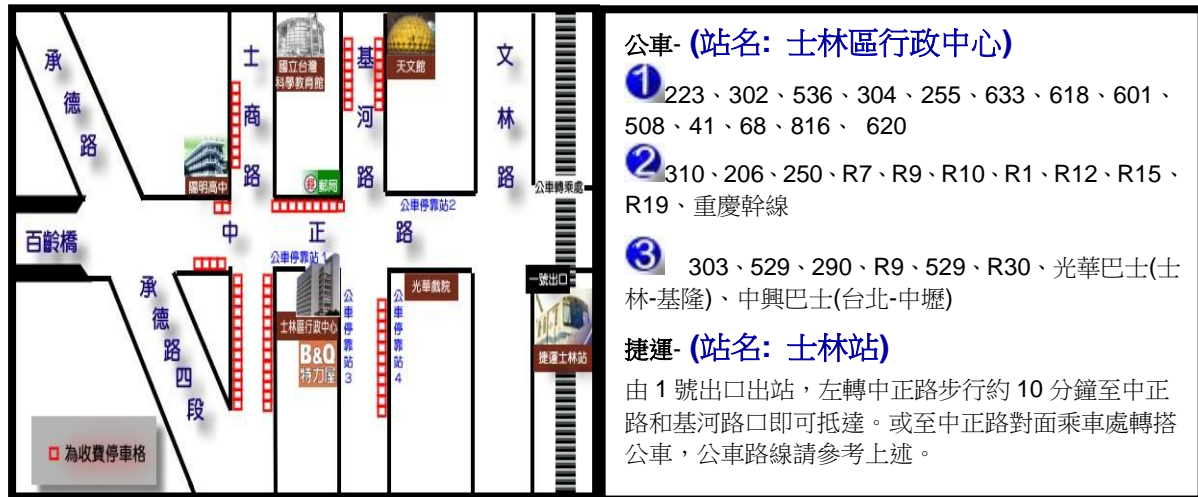 承德路
士商路
國立台灣
科學教育館
基河路
天文館
文林路
陽明高中
郵局
公車轉乘處
公車停靠站2
百齡橋
中正路
公車停靠站1
一號出口
承德路四段
士林區行政中心
B&Q
特力屋
公車停靠站3
公車停靠站4
光華戲院
捷運士林站
為收費停車格
公車- (站名: 士林區行政中心)
1 223、302、536、304、255、633、618、601、
508、41、68、816、 620
2 310、206、250、R7、R9、R10、R1、R12、R15、
R19、重慶幹線
3 303、529、290、R9、529、R30、光華巴士(士
林-基隆)、中興巴士(台北-中壢)
捷運- (站名: 士林站)
由 1 號出口出站，左轉中正路步行約 10 分鐘至中正
路和基河路口即可抵達。或至中正路對面乘車處轉搭
公車，公車路線請參考上述。